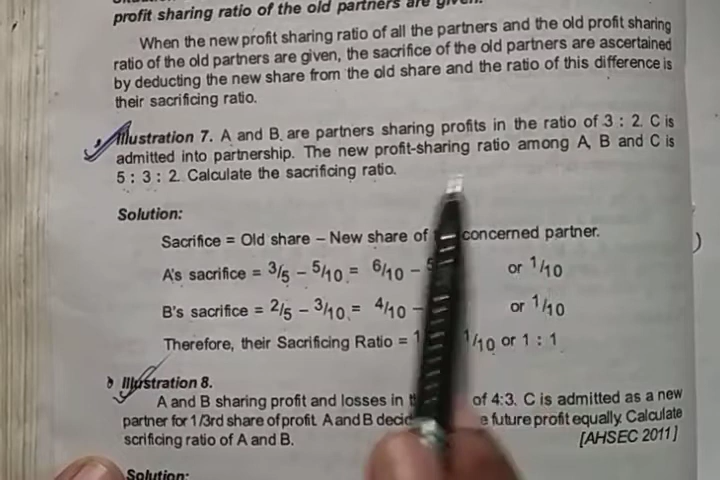 profit sharing ratio of the old partners are given.
When the new profit sharing ratio of all the partners and the old profit sharing
ratio of the old partners are given, the sacrifice of the old partners are ascertained
by deducting the new share from the old share and the ratio of this difference is
their sacrificing ratio.
Illustration 7. A and B are partners sharing profits in the ratio of 3 : 2. C is
admitted into partnership. The new profit-sharing ratio among A, B and C is
5 : 3 : 2. Calculate the sacrificing ratio.
Solution:
Sacrifice = Old share – New share of concerned partner.
A's sacrifice = 3/5 – 5/10 = 6/10 – or 1/10
B's sacrifice = 2/5 – 3/10 = 4/10 – or 1/10
Therefore, their Sacrificing Ratio = 1/10 or 1 : 1
Illustration 8.
A and B sharing profit and losses in of 4:3. C is admitted as a new
partner for 1/3rd share of profit. A and B future profit equally. Calculate
scrificing ratio of A and B. [AHSEC 2011]
Solution: